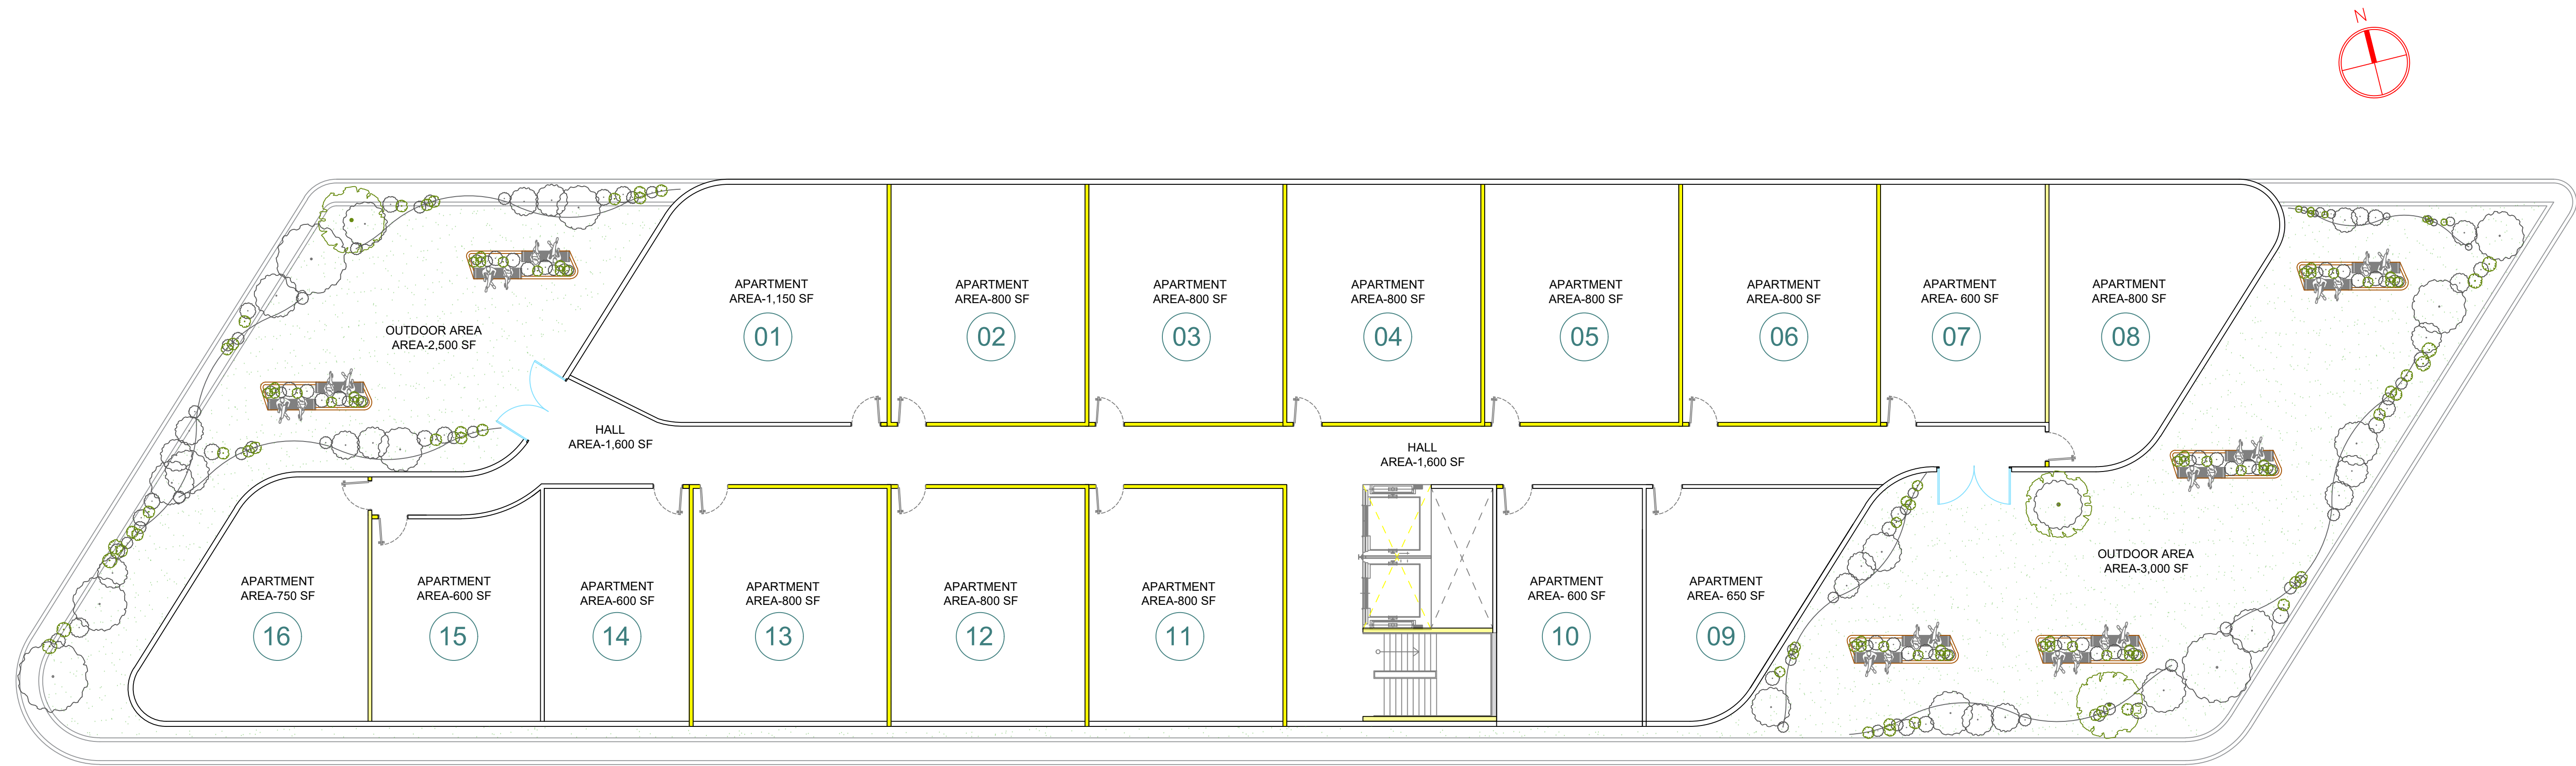 N
APARTMENT
AREA-1,150 SF
01
APARTMENT
AREA-800 SF
02
APARTMENT
AREA-800 SF
03
APARTMENT
AREA-800 SF
04
APARTMENT
AREA-800 SF
05
APARTMENT
AREA-800 SF
06
APARTMENT
AREA- 600 SF
07
APARTMENT
AREA-800 SF
08
OUTDOOR AREA
AREA-2,500 SF
HALL
AREA-1,600 SF
HALL
AREA-1,600 SF
OUTDOOR AREA
AREA-3,000 SF
APARTMENT
AREA-750 SF
16
APARTMENT
AREA-600 SF
15
APARTMENT
AREA-600 SF
14
APARTMENT
AREA-800 SF
13
APARTMENT
AREA-800 SF
12
APARTMENT
AREA-800 SF
11
APARTMENT
AREA- 600 SF
10
APARTMENT
AREA- 650 SF
09